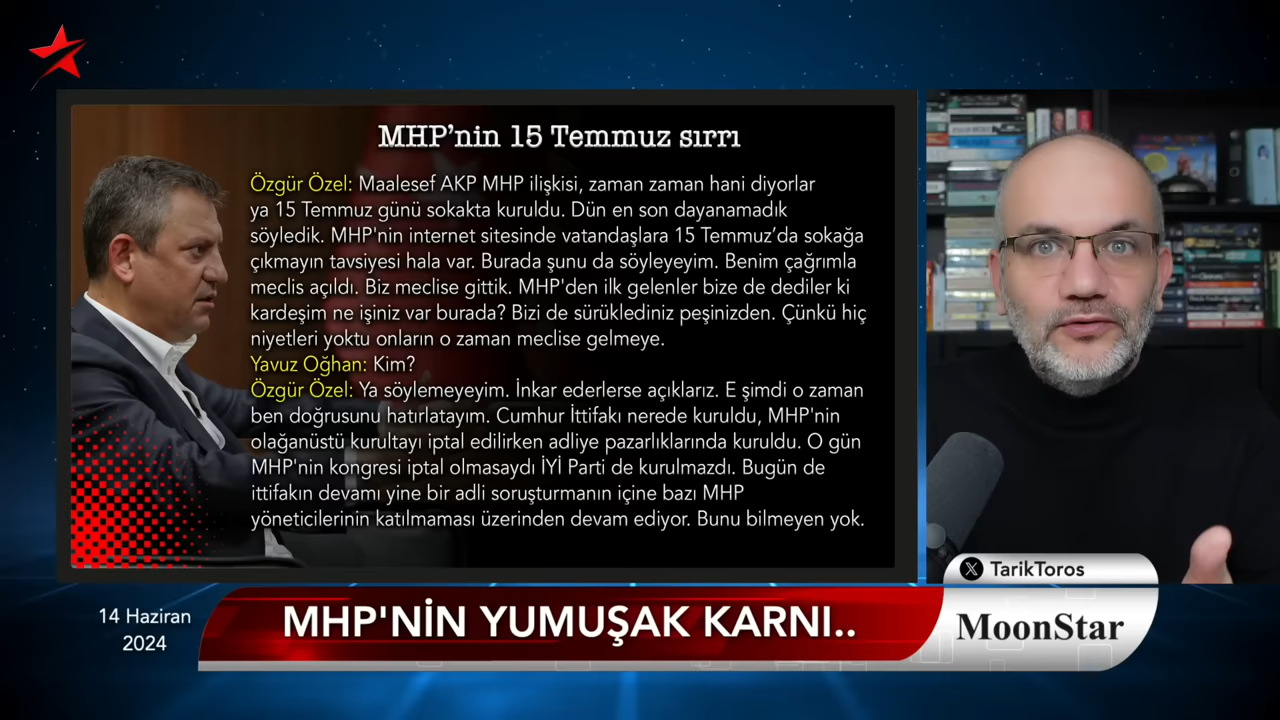 MHP’nin 15 Temmuz sırrı
Özgür Özel: Maalesef AKP MHP ilişkisi, zaman zaman hani diyorlar
ya 15 Temmuz günü sokakta kuruldu. Dün en son dayanamadık
söyledik. MHP'nin internet sitesinde vatandaşlara 15 Temmuz’da sokağa
çıkmayın tavsiyesi hala var. Burada şunu da söyleyeyim. Benim çağrımla
meclis açıldı. Biz meclise gittik. MHP'den ilk gelenler bize de dediler ki
kardeşim ne işiniz var burada? Bizi de sürüklediniz peşinizden. Çünkü hiç
niyetleri yoktu onların o zaman meclise gelmeye.
Yavuz Oğhan: Kim?
Özgür Özel: Ya söylemeyeyim. İnkar ederlerse açıklarız. E şimdi o zaman
ben doğrusunu hatırlatayım. Cumhur İttifakı nerede kuruldu, MHP'nin
olağanüstü kurultayı iptal edilirken adliye pazarlıklarında kuruldu. O gün
MHP'nin kongresi iptal olmasaydı İYİ Parti de kurulmazdı. Bugün de
ittifakın devamı yine bir adli soruşturmanın içine bazı MHP
yöneticilerinin katılmaması üzerinden devam ediyor. Bunu bilmeyen yok.
TarikToros
14 Haziran
2024
MHP'NİN YUMUŞAK KARNI..
MoonStar